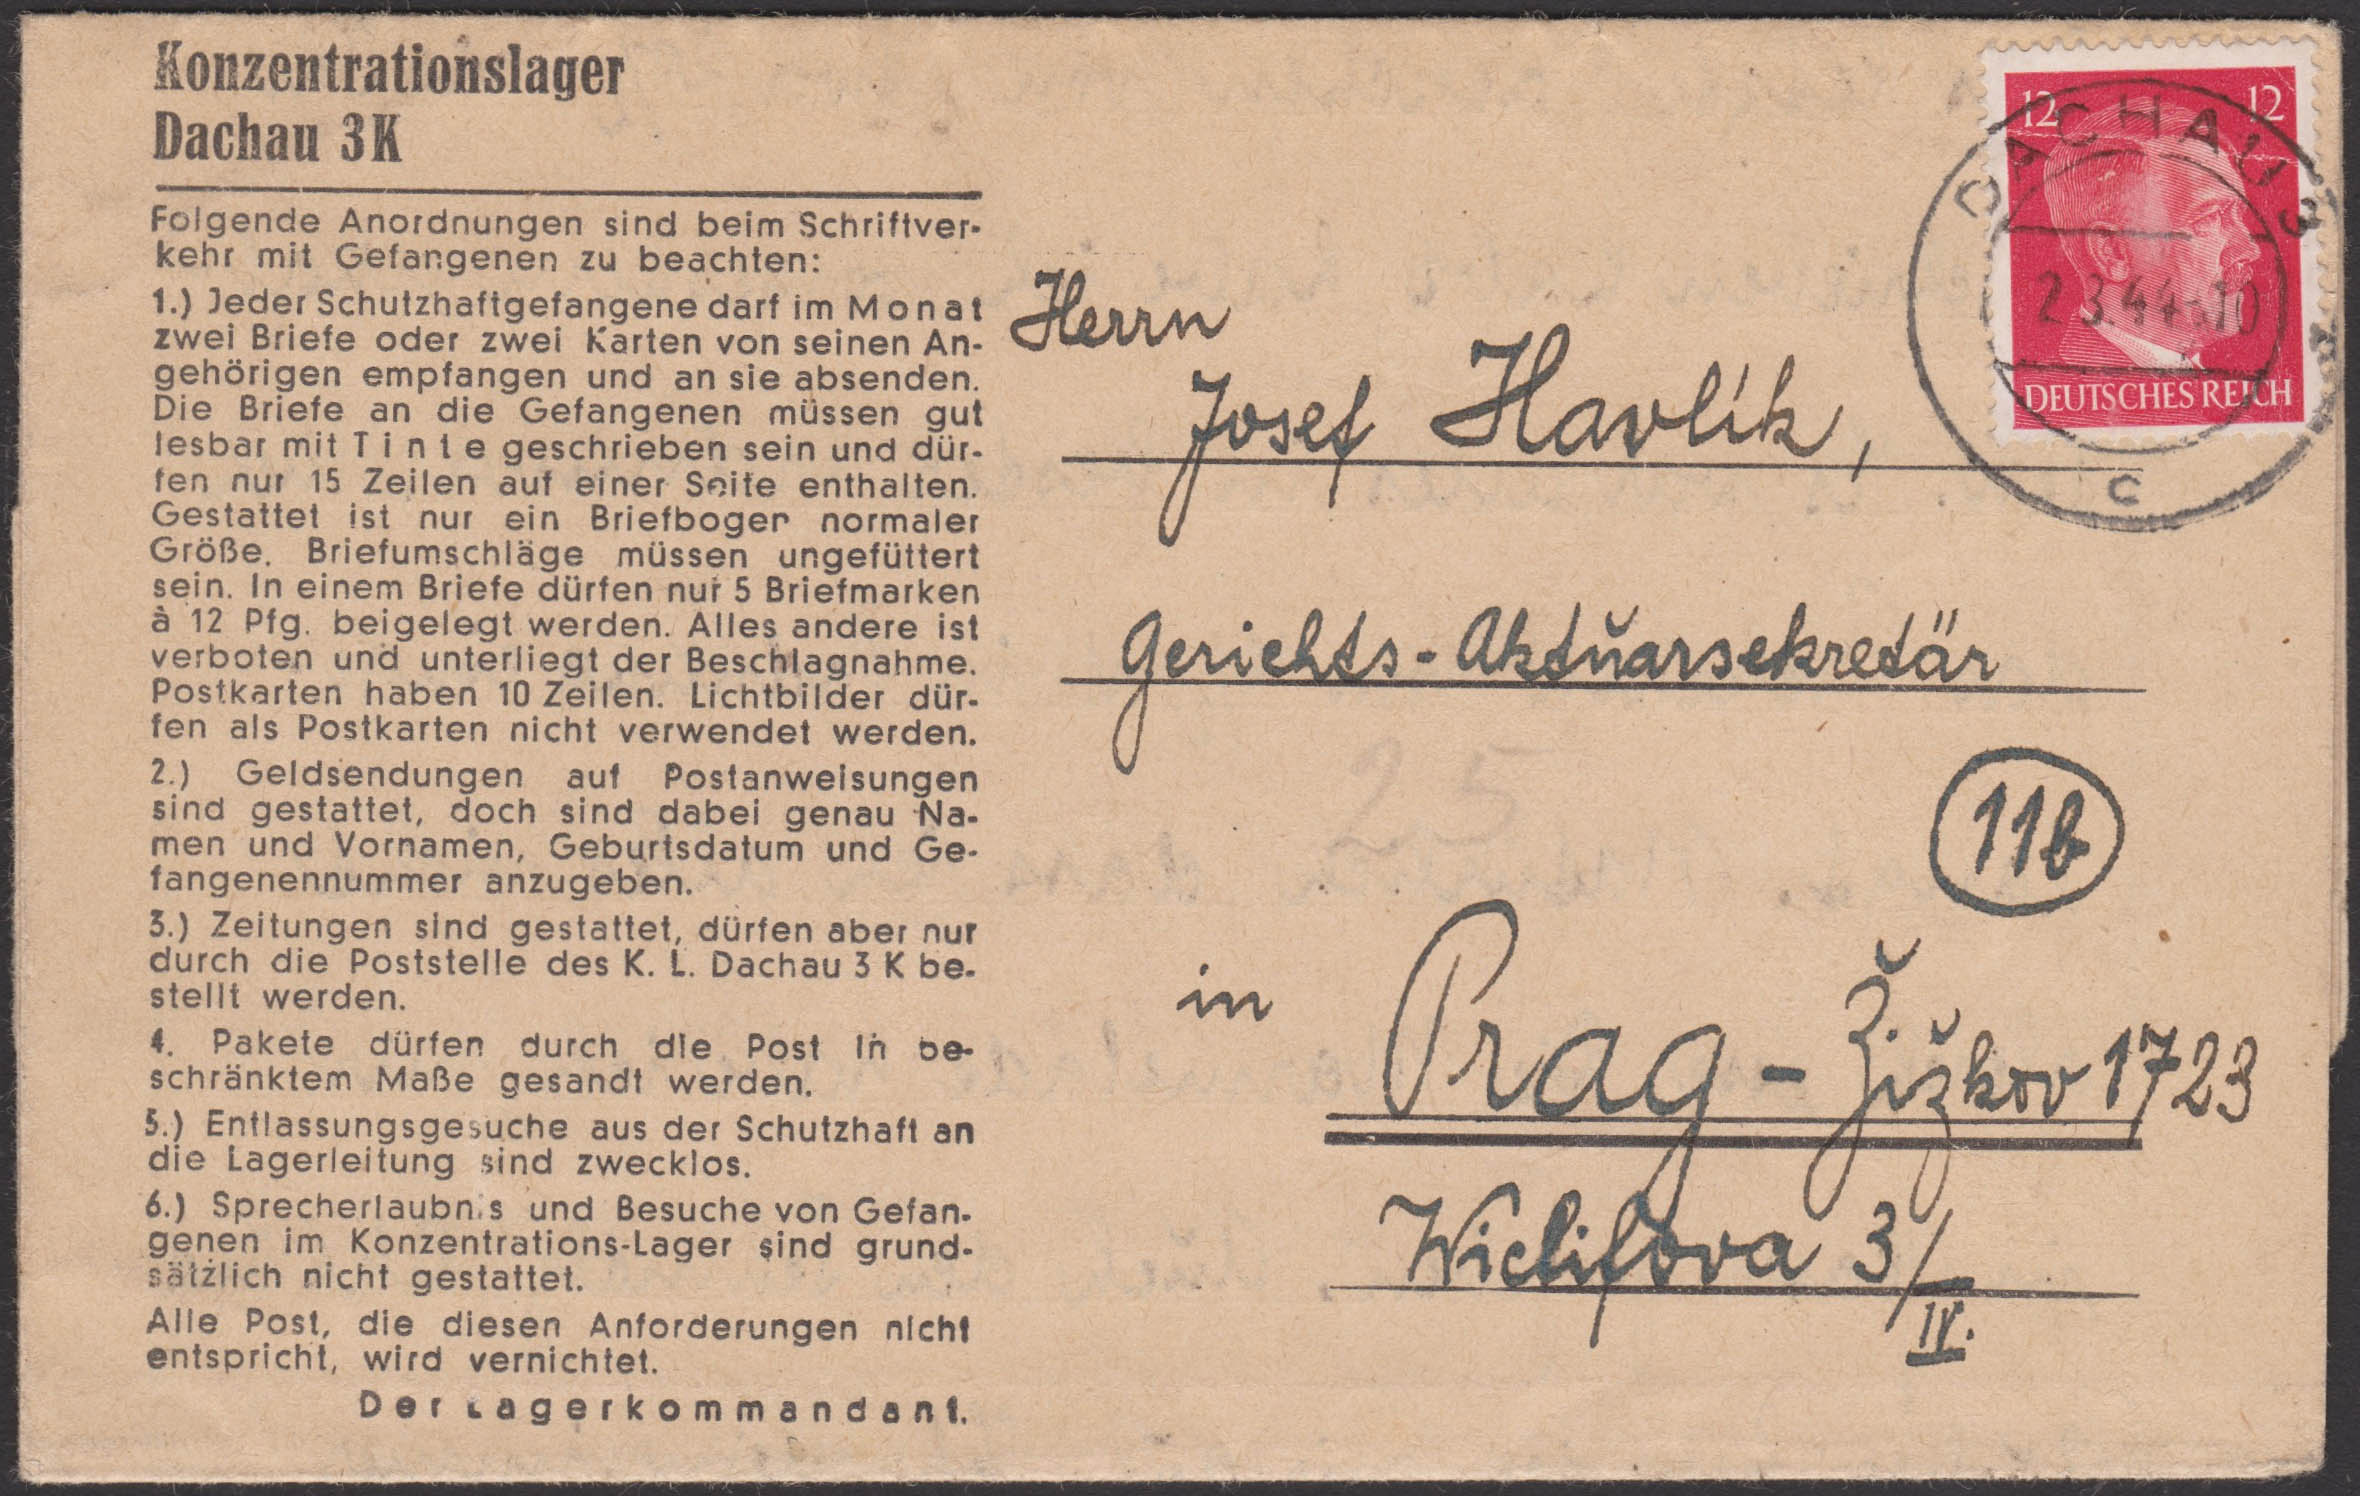 Konzentrationslager
Dachau 3K
Folgende Anordnungen sind beim Schriftver-
kehr mit Gefangenen zu beachten:
1.) Jeder Schutzhaftgefangene darf im Monat
zwei Briefe oder zwei Karten von seinen An-
gehörigen empfangen und an sie absenden.
Die Briefe an die Gefangenen müssen gut
lesbar mit Tinte geschrieben sein und dür-
fen nur 15 Zeilen auf einer Seite enthalten.
Gestattet ist nur ein Briefbogen normaler
Größe. Briefumschläge müssen ungefüttert
sein. In einem Briefe dürfen nur 5 Briefmarken
à 12 Pfg. beigelegt werden. Alles andere ist
verboten und unterliegt der Beschlagnahme.
Postkarten haben 10 Zeilen. Lichtbilder dür-
fen als Postkarten nicht verwendet werden.
2.) Geldsendungen auf Postanweisungen
sind gestattet, doch sind dabei genau Na-
men und Vornamen, Geburtsdatum und Ge-
fangenennummer anzugeben.
3.) Zeitungen sind gestattet, dürfen aber nur
durch die Poststelle des K. L. Dachau 3 K be-
stellt werden.
4. Pakete dürfen durch die Post in be-
schränktem Maße gesandt werden.
5.) Entlassungsgesuche aus der Schutzhaft an
die Lagerleitung sind zwecklos.
6.) Sprecherlaubnis und Besuche von Gefan-
genen im Konzentrations-Lager sind grund-
sätzlich nicht gestattet.
Alle Post, die diesen Anforderungen nicht
entspricht, wird vernichtet.
Der Lagerkommandant.
12 12
DEUTSCHES REICH
DACHAU 3
2 3.44-10
c
Herrn
Josef Havlík,
Gerichts-Aktuarsekretär
25
11b
in Prag - Žižkov 1723
Wiclifova 3/IV.